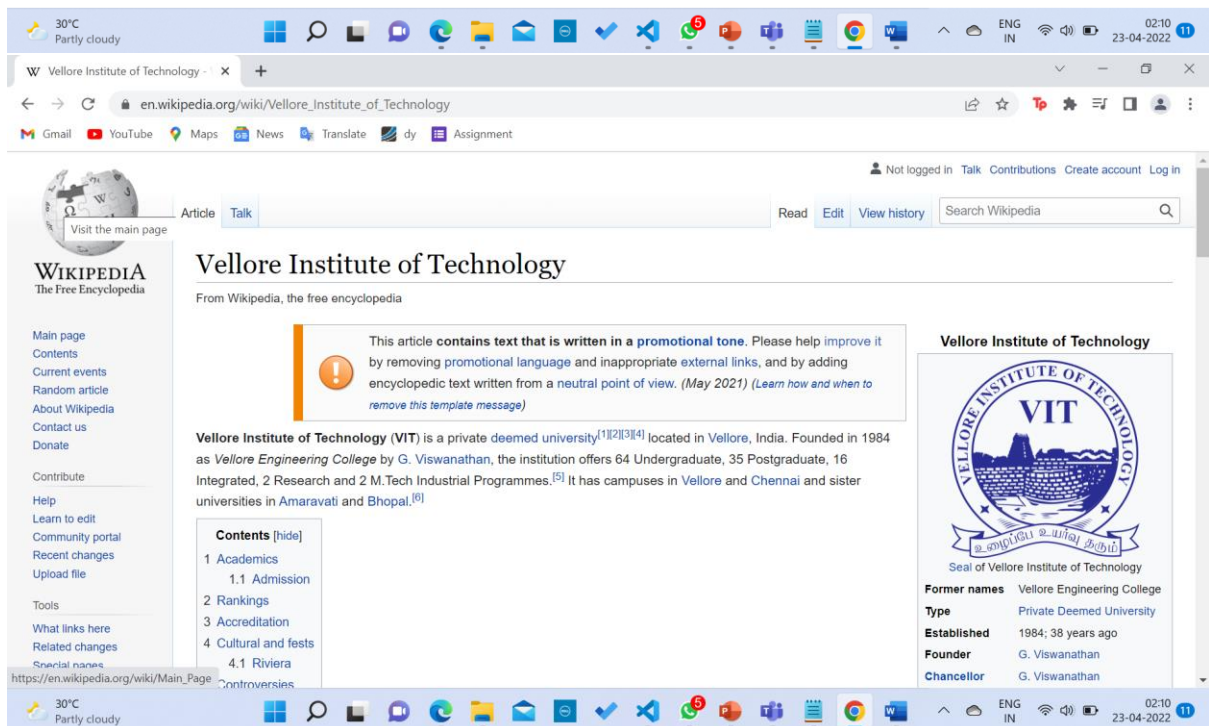 30°C
Partly cloudy
5
ENG
IN
02:10
23-04-2022
11
W Vellore Institute of Technology -
en.wikipedia.org/wiki/Vellore_Institute_of_Technology
Tp
Gmail YouTube Maps News Translate dy Assignment
Not logged in Talk Contributions Create account Log in
Article Talk Read Edit View history Search Wikipedia
Visit the main page
WIKIPEDIA
The Free Encyclopedia
Main page
Contents
Current events
Random article
About Wikipedia
Contact us
Donate
Contribute
Help
Learn to edit
Community portal
Recent changes
Upload file
Tools
What links here
Related changes
Special pages
https://en.wikipedia.org/wiki/Main_Page
Vellore Institute of Technology
From Wikipedia, the free encyclopedia
This article contains text that is written in a promotional tone. Please help improve it
by removing promotional language and inappropriate external links, and by adding
encyclopedic text written from a neutral point of view. (May 2021) (Learn how and when to
remove this template message)
Vellore Institute of Technology (VIT) is a private deemed university[1][2][3][4] located in Vellore, India. Founded in 1984
as Vellore Engineering College by G. Viswanathan, the institution offers 64 Undergraduate, 35 Postgraduate, 16
Integrated, 2 Research and 2 M.Tech Industrial Programmes.[5] It has campuses in Vellore and Chennai and sister
universities in Amaravati and Bhopal.[6]
Contents [hide]
1 Academics
1.1 Admission
2 Rankings
3 Accreditation
4 Cultural and fests
4.1 Riviera
Controversies
Vellore Institute of Technology
VELLORE INSTITUTE OF TECHNOLOGY
VIT
உழைப்பே உயர்வு தரும்
Seal of Vellore Institute of Technology
Former names Vellore Engineering College
Type Private Deemed University
Established 1984; 38 years ago
Founder G. Viswanathan
Chancellor G. Viswanathan
30°C
Partly cloudy
5
ENG
IN
02:10
23-04-2022
11